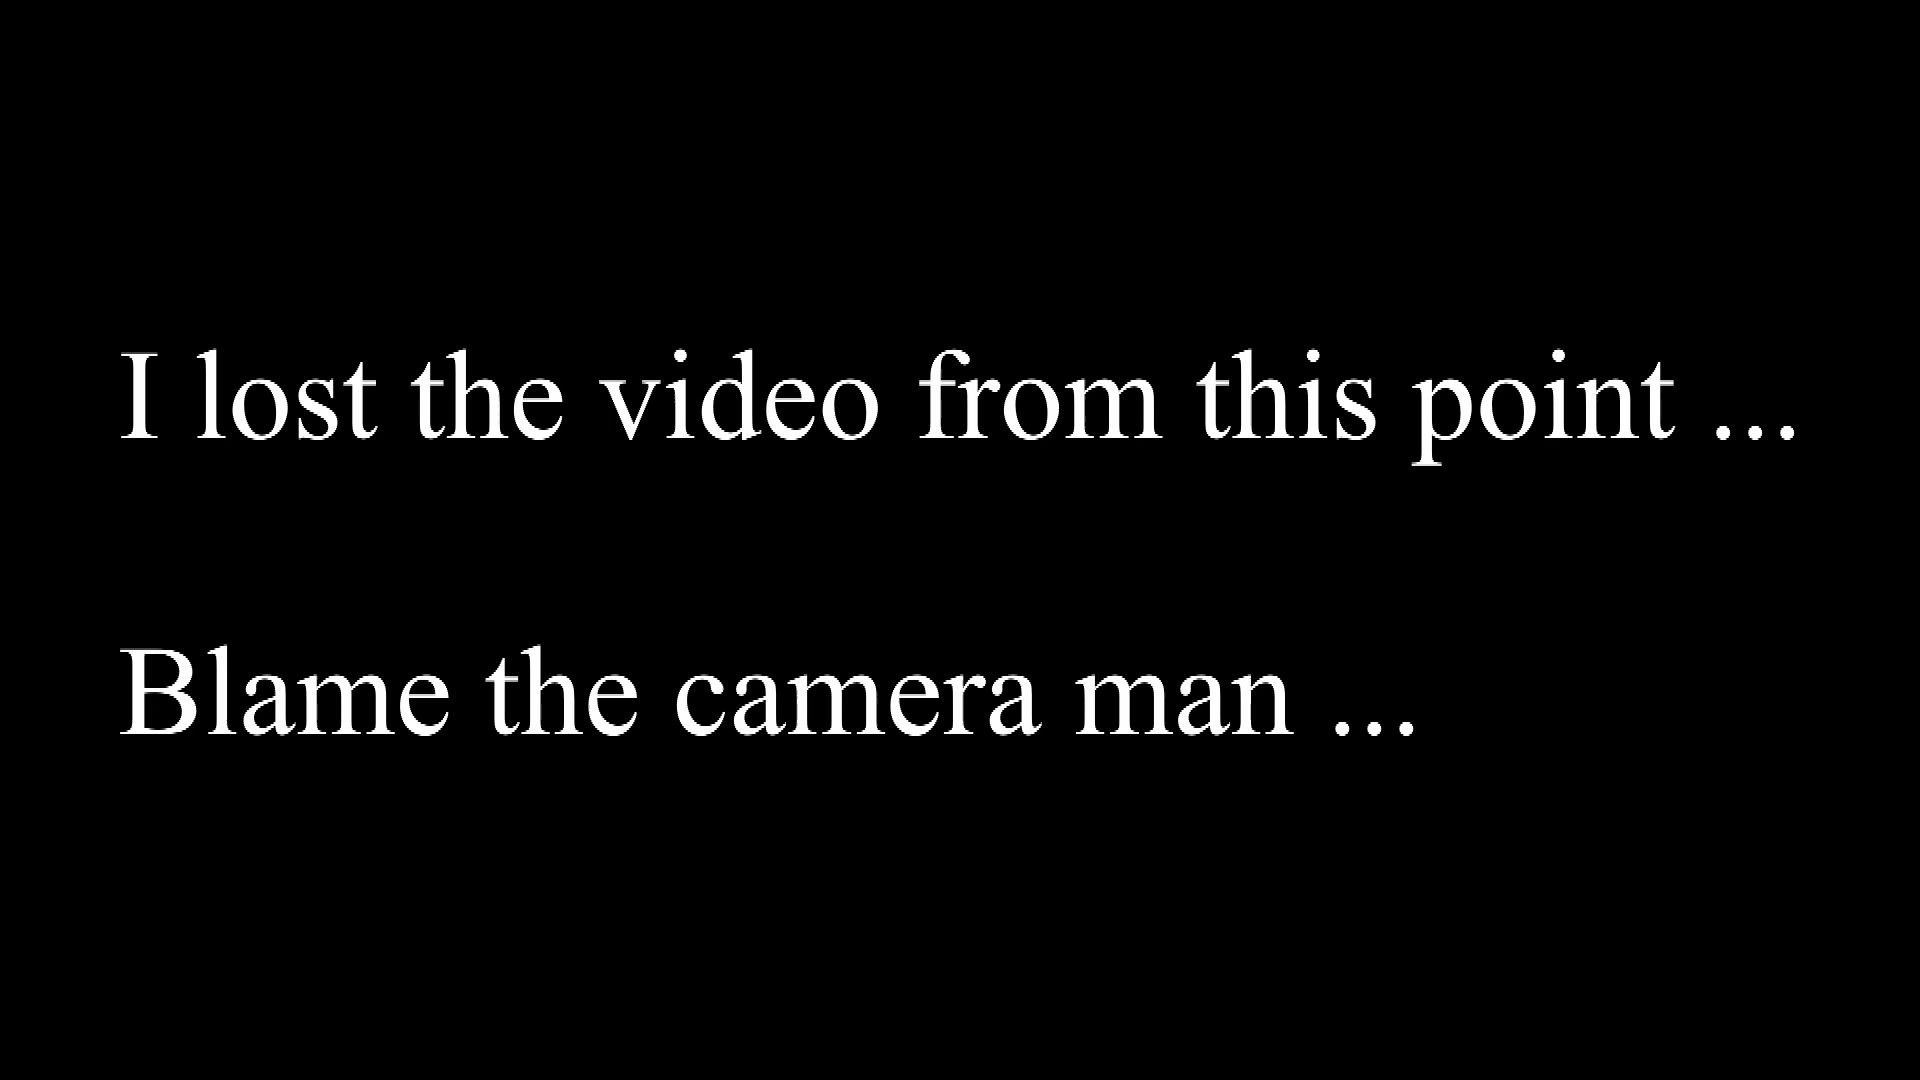 I lost the video from this point ...
Blame the camera man ...